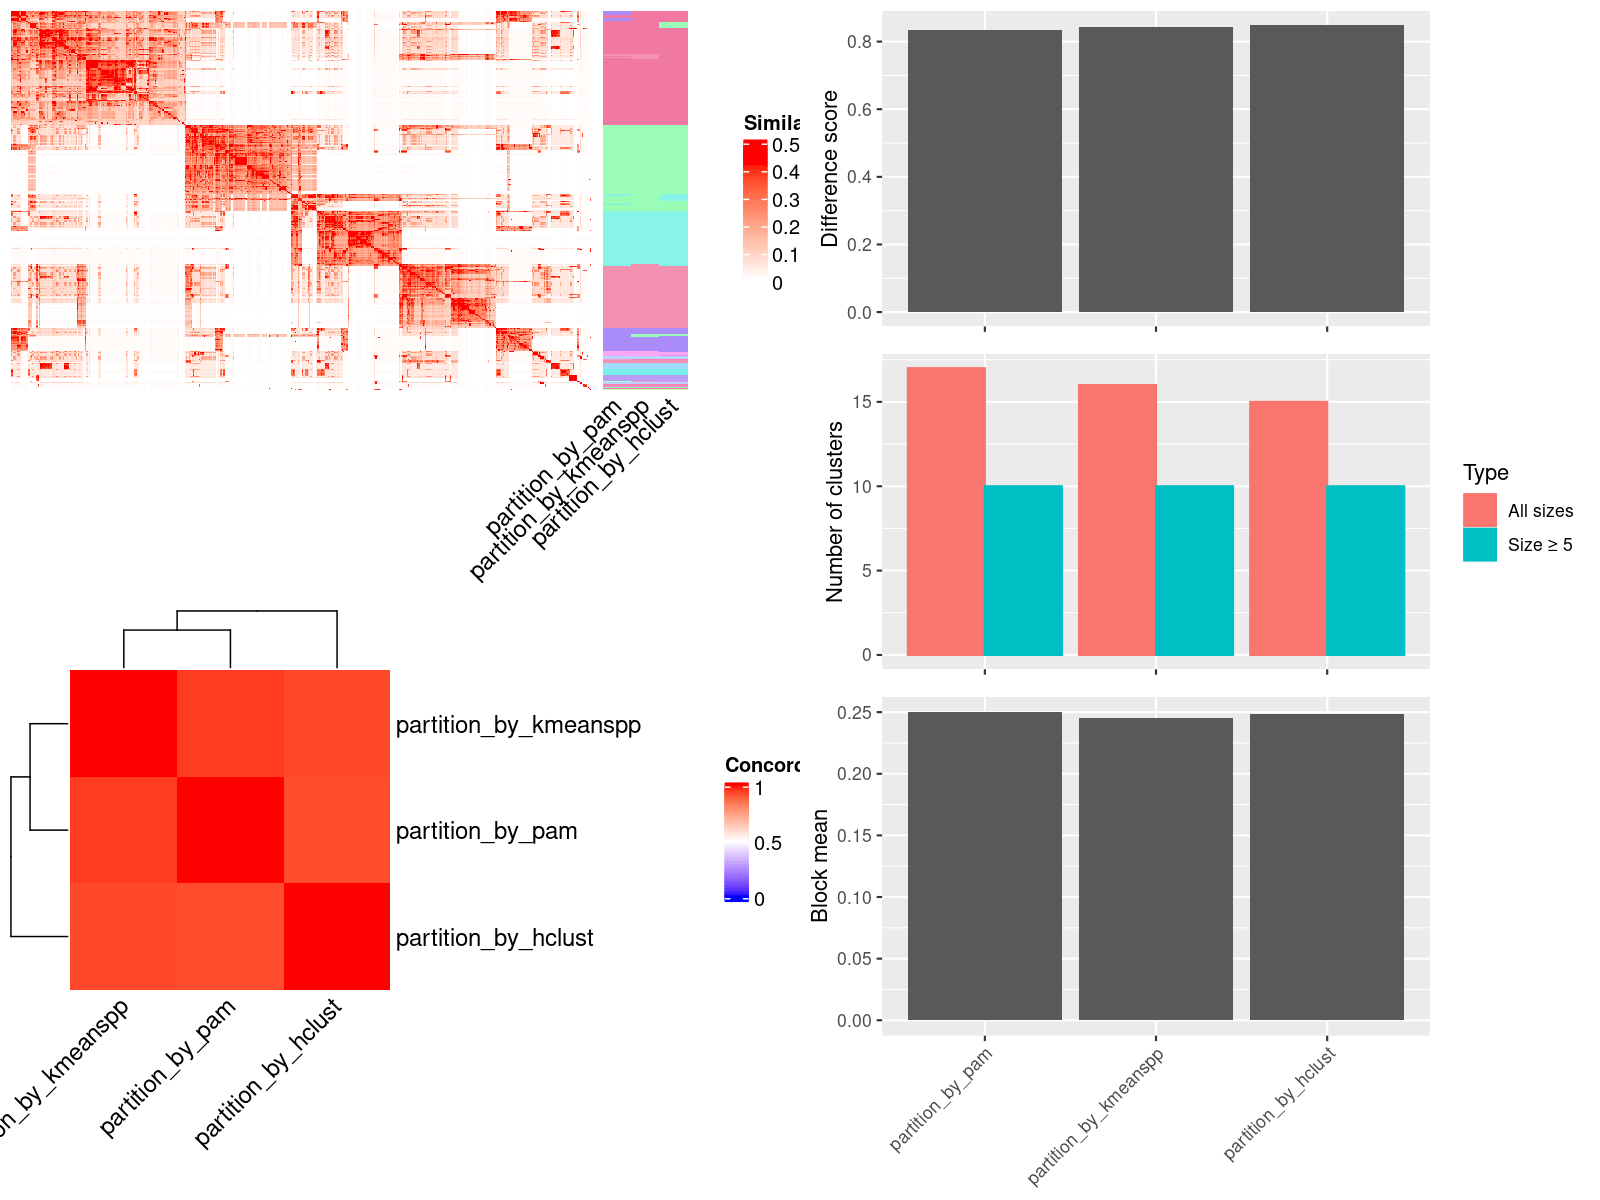 Simila
0.5
0.4
0.3
0.2
0.1
0
partition_by_pam
partition_by_kmeanspp
partition_by_hclust
partition_by_kmeanspp
partition_by_pam
partition_by_hclust
on_by_kmeanspp
partition_by_pam
partition_by_hclust
Concord
1
0.5
0
Difference score
0.8
0.6
0.4
0.2
0.0
Number of clusters
15
10
5
0
Type
All sizes
Size ≥ 5
Block mean
0.25
0.20
0.15
0.10
0.05
0.00
partition_by_pam
partition_by_kmeanspp
partition_by_hclust